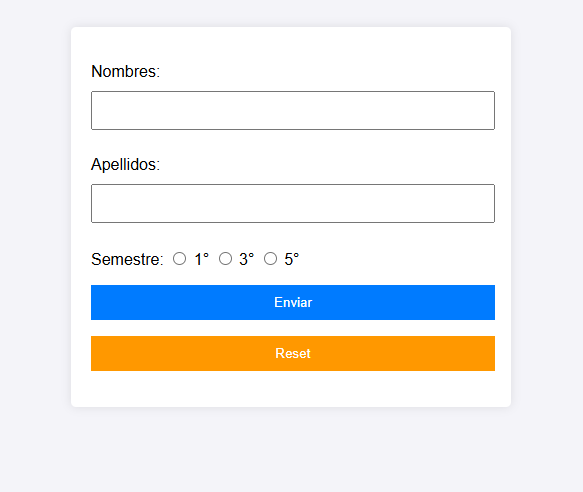 Nombres:
Apellidos:
Semestre: 1° 3° 5°
Enviar
Reset